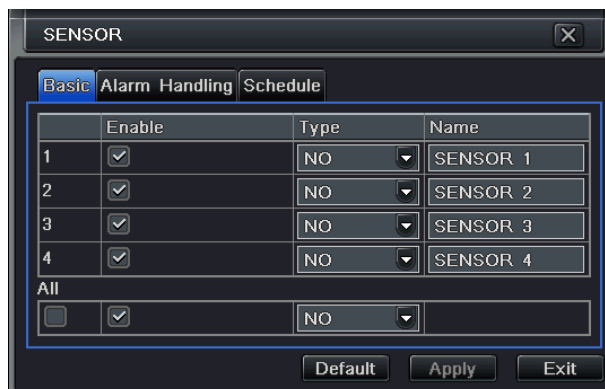 SENSOR
Basic Alarm Handling Schedule
Enable Type Name
1 NO SENSOR 1
2 NO SENSOR 2
3 NO SENSOR 3
4 NO SENSOR 4
All
NO
Default Apply Exit